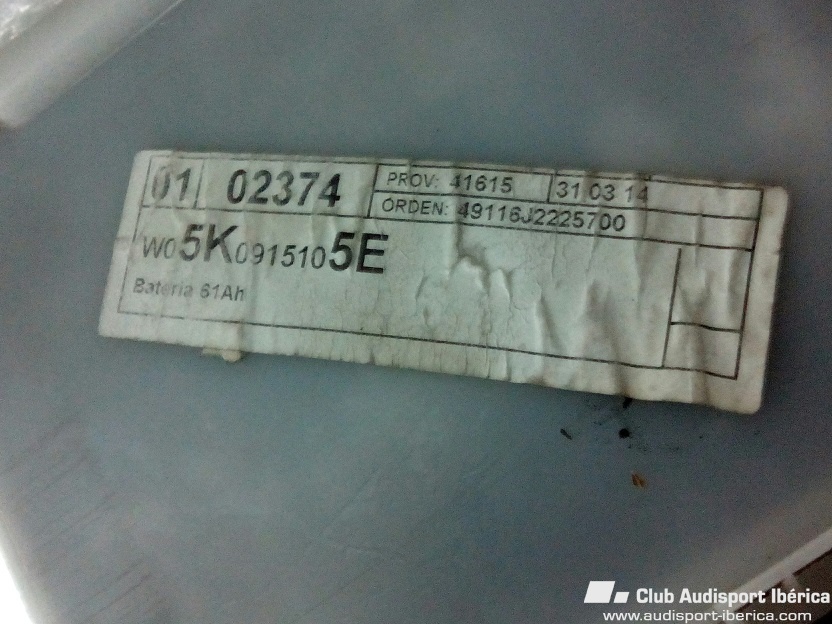 01 02374 PROV: 41615 31 03 14
ORDEN: 49116J2225700
W05K0915105E
Bateria 61Ah
Club Audisport Ibérica
www.audisport-iberica.com